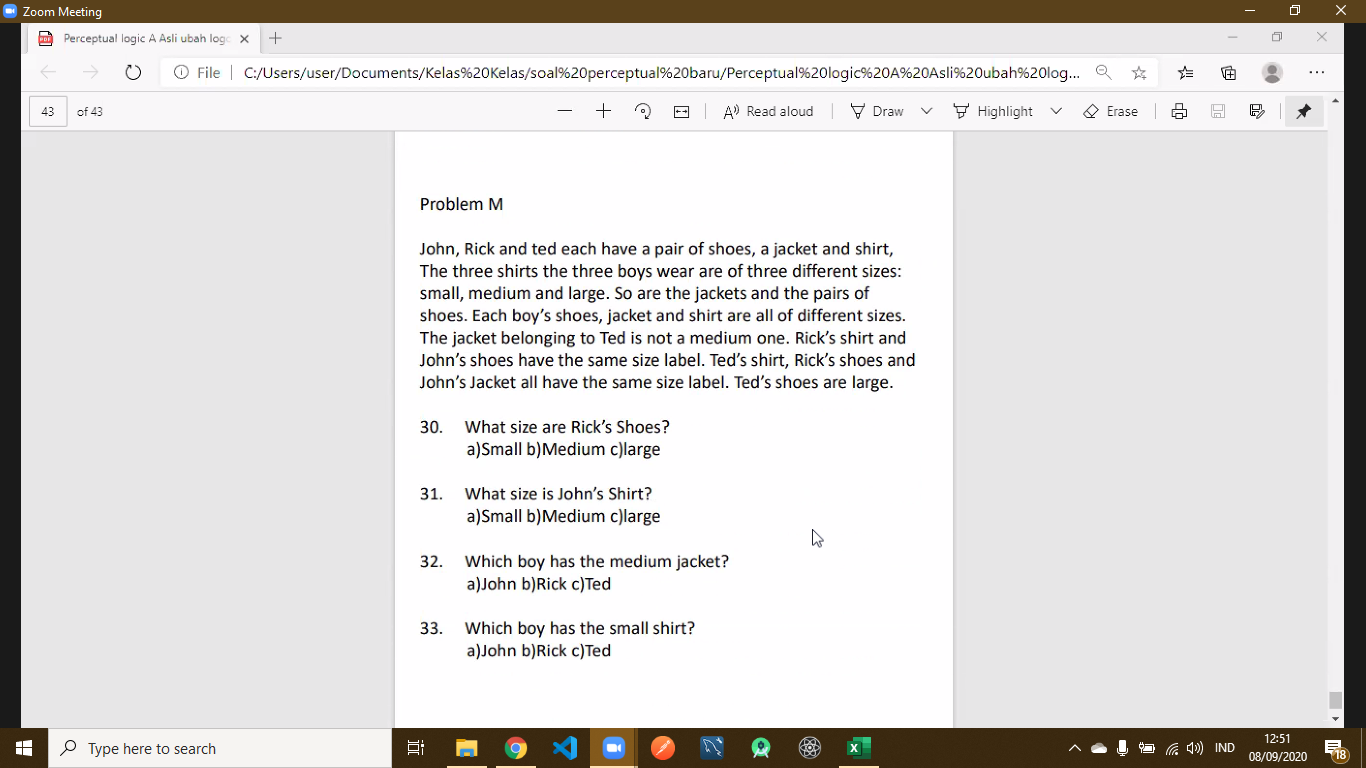 Zoom Meeting
Perceptual logic A Asli ubah log
File
C:/Users/user/Documents/Kelas%20Kelas/soal%20perceptual%20baru/Perceptual%20logic%20A%20Asli%20ubah%20log...
43 of 43
Read aloud
Draw
Highlight
Erase
Problem M
John, Rick and ted each have a pair of shoes, a jacket and shirt,
The three shirts the three boys wear are of three different sizes:
small, medium and large. So are the jackets and the pairs of
shoes. Each boy's shoes, jacket and shirt are all of different sizes.
The jacket belonging to Ted is not a medium one. Rick's shirt and
John's shoes have the same size label. Ted's shirt, Rick's shoes and
John's Jacket all have the same size label. Ted's shoes are large.
30. What size are Rick's Shoes?
a)Small b)Medium c)large
31. What size is John's Shirt?
a)Small b)Medium c)large
32. Which boy has the medium jacket?
a)John b)Rick c)Ted
33. Which boy has the small shirt?
a)John b)Rick c)Ted
Type here to search
IND
12:51
08/09/2020
18